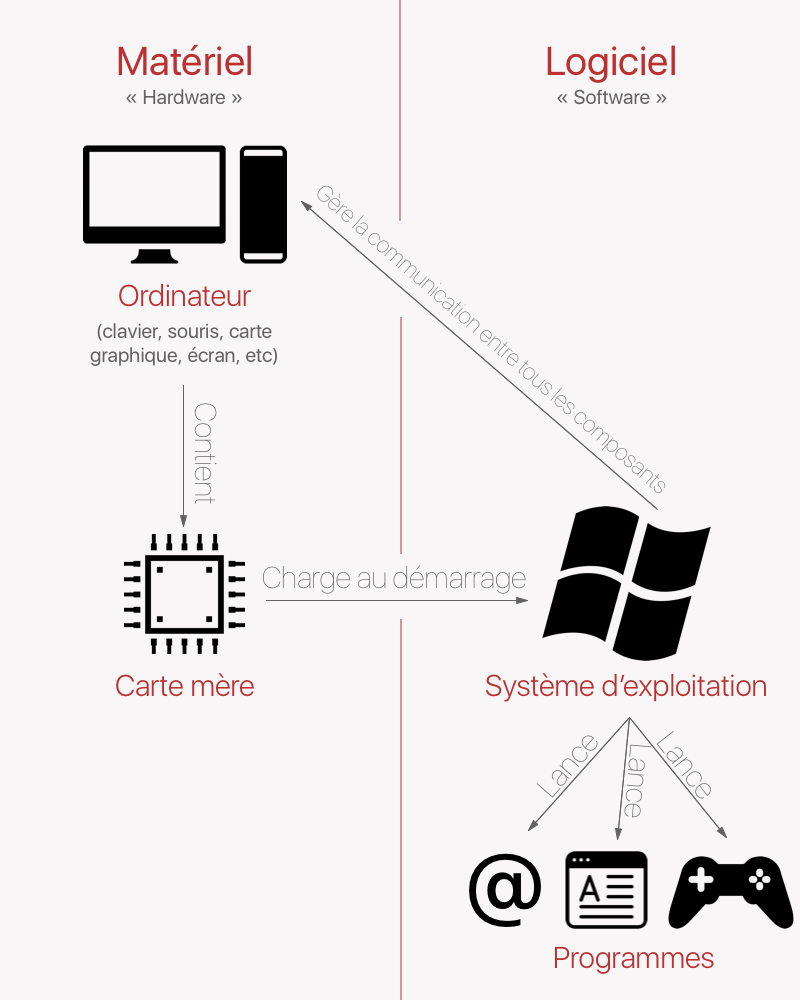 Matériel
« Hardware »
Logiciel
« Software »
Gère la communication entre tous les composants
Ordinateur
(clavier, souris, carte
graphique, écran, etc)
Contient
Charge au démarrage
Carte mère
Système d’exploitation
Lance
Lance
Lance
@
A
Programmes